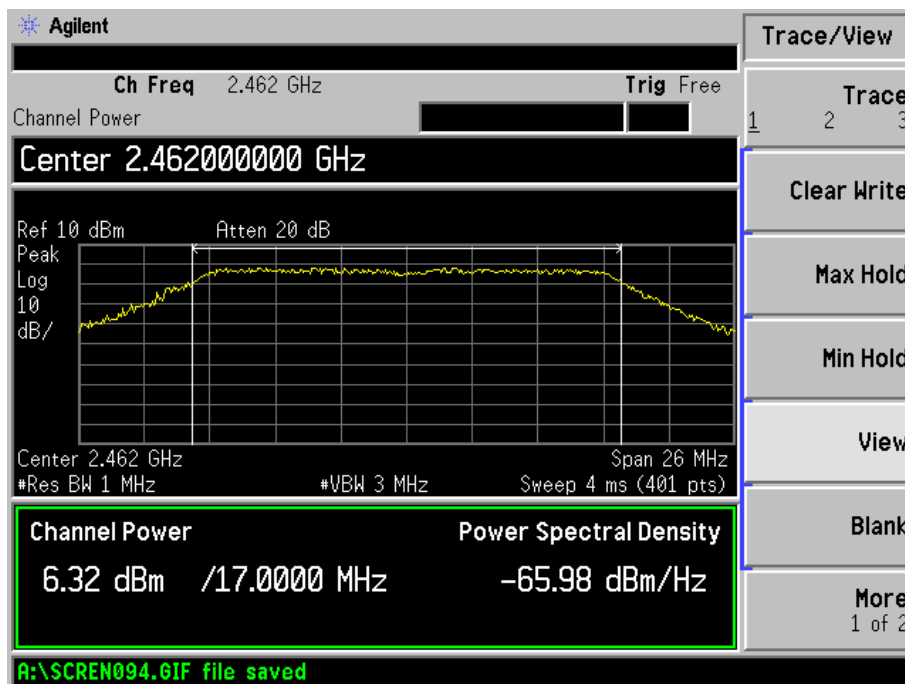 Agilent
Trace/View
Ch Freq 2.462 GHz Trig Free
Channel Power
Trace
1 2 3
Center 2.462000000 GHz
Clear Write
Ref 10 dBm Atten 20 dB
Peak
Log
10
dB/
Max Hold
Min Hold
View
Center 2.462 GHz Span 26 MHz
#Res BW 1 MHz #VBW 3 MHz Sweep 4 ms (401 pts)
Channel Power Power Spectral Density
Blank
6.32 dBm /17.0000 MHz -65.98 dBm/Hz
More
1 of 2
A:\SCREN094.GIF file saved